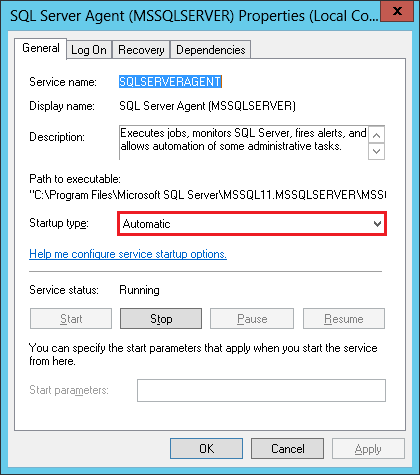 SQL Server Agent (MSSQLSERVER) Properties (Local Co...
General Log On Recovery Dependencies
Service name: SQLSERVERAGENT
Display name: SQL Server Agent (MSSQLSERVER)
Description: Executes jobs, monitors SQL Server, fires alerts, and
allows automation of some administrative tasks.
Path to executable:
"C:\Program Files\Microsoft SQL Server\MSSQL11.MSSQLSERVER\MSSQ
Startup type: Automatic
Help me configure service startup options.
Service status: Running
Start Stop Pause Resume
You can specify the start parameters that apply when you start the service
from here.
Start parameters:
OK Cancel Apply